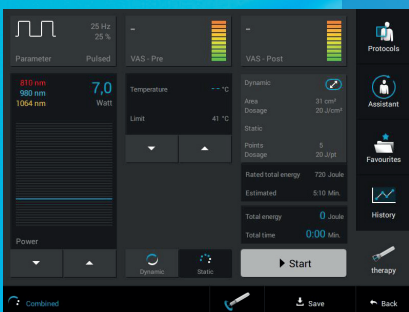 25 Hz
25 %
Parameter
Pulsed
-
VAS - Pre
-
VAS - Post
Protocols
810 nm
980 nm
1064 nm
7,0
Watt
Power
Temperature
-- °C
Limit
41 °C
Dynamic
Static
Dynamic
Area
31 cm²
Dosage
20 J/cm²
Static
Points
5
Dosage
20 J/pt
Rated total energy
720 Joule
Estimated
5:10 Min.
Total energy
0 Joule
Total time
0:00 Min.
Start
Assistant
Favourites
History
therapy
Combined
Save
Back